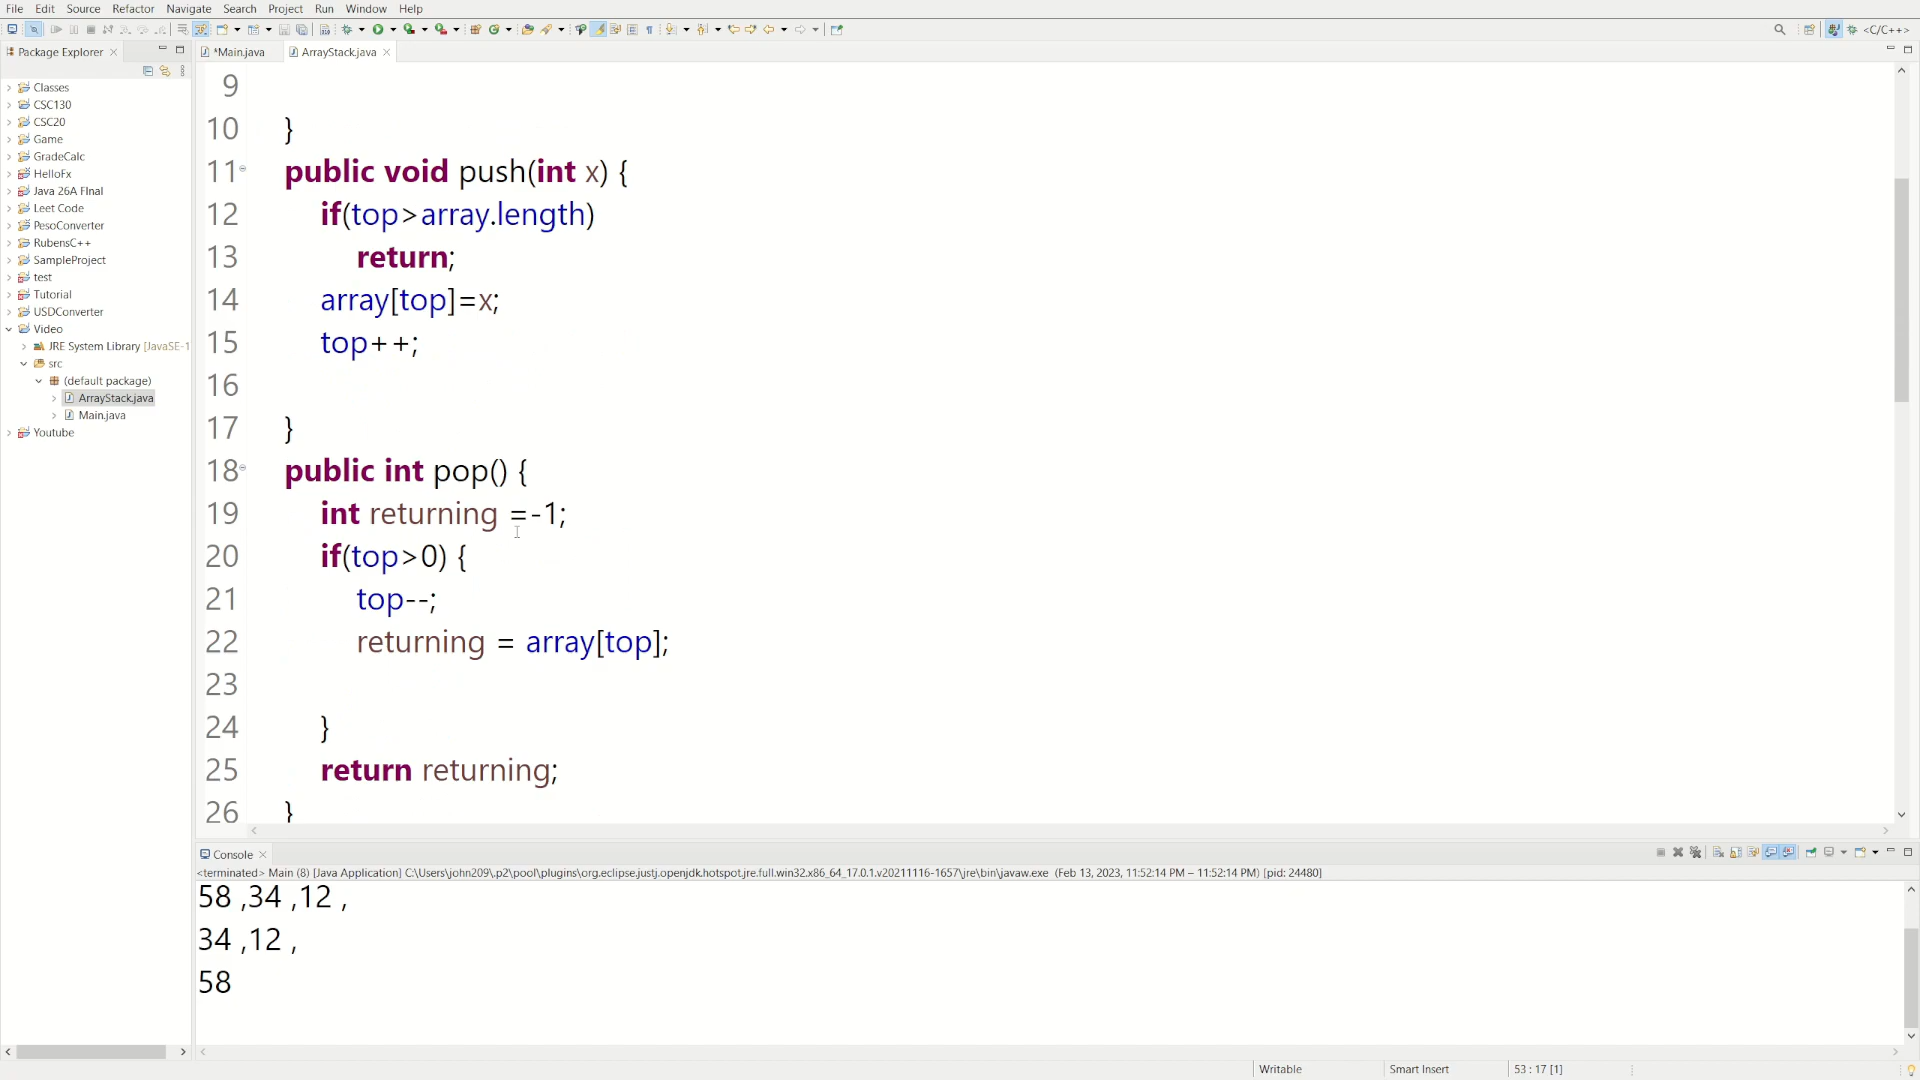 File Edit Source Refactor Navigate Search Project Run Window Help
<C/C++>
Package Explorer
*Main.java
ArrayStack.java
Classes
CSC130
CSC20
Game
GradeCalc
HelloFx
Java 26A FInal
Leet Code
PesoConverter
RubensC++
SampleProject
test
Tutorial
USDConverter
Video
JRE System Library [JavaSE-1
src
(default package)
ArrayStack.java
Main.java
Youtube
9
10 }
11 public void push(int x) {
12 if(top>array.length)
13 return;
14 array[top]=x;
15 top++;
16
17 }
18 public int pop() {
19 int returning =-1;
20 if(top>0) {
21 top--;
22 returning = array[top];
23
24 }
25 return returning;
26 }
Console
<terminated> Main (8) [Java Application] C:\Users\john209\.p2\pool\plugins\org.eclipse.justj.openjdk.hotspot.jre.full.win32.x86_64_17.0.1.v20211116-1657\jre\bin\javaw.exe (Feb 13, 2023, 11:52:14 PM – 11:52:14 PM) [pid: 24480]
58 ,34 ,12 ,
34 ,12 ,
58
Writable Smart Insert 53 : 17 [1]